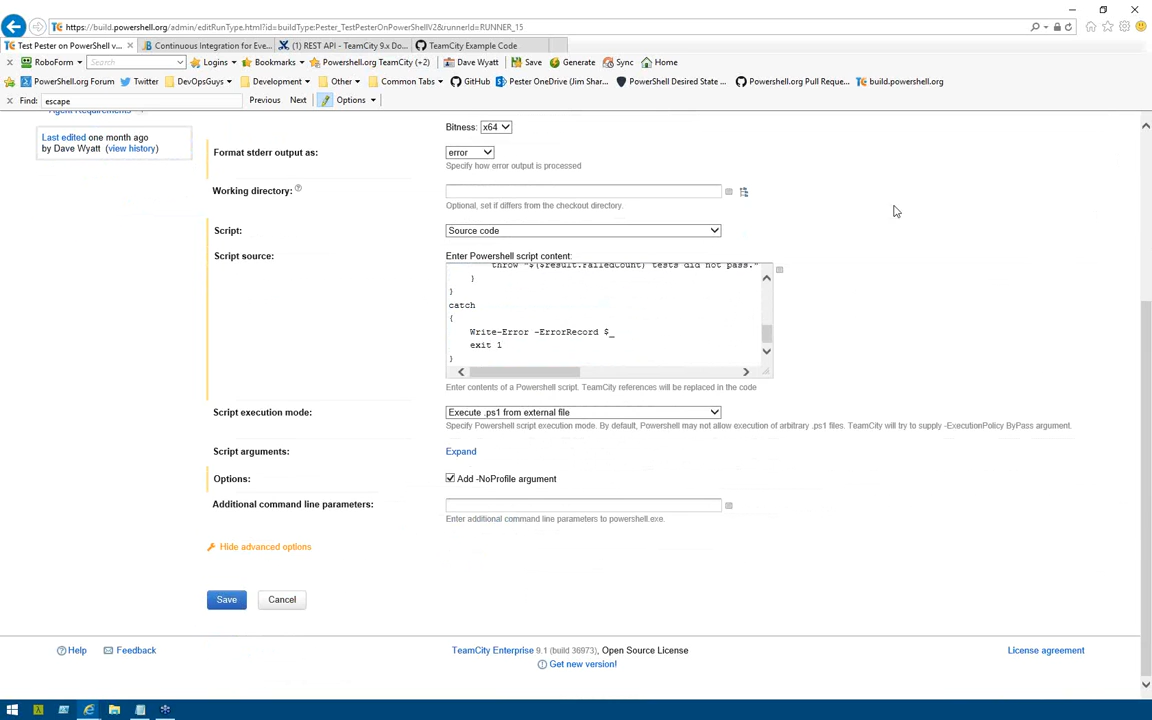 https://build.powershell.org/admin/editRunType.html?id=buildType:Pester_TestPesterOnPowerShellV2&runnerId=RUNNER_15
Test Pester on PowerShell v...
Continuous Integration for Eve...
(1) REST API - TeamCity 9.x Do...
TeamCity Example Code
RoboForm
Search
Logins
Bookmarks
Powershell.org TeamCity (+2)
Dave Wyatt
Save
Generate
Sync
Home
PowerShell.org Forum
Twitter
DevOpsGuys
Development
Other
Common Tabs
GitHub
Pester OneDrive (Jim Shar...
PowerShell Desired State ...
Powershell.org Pull Reque...
build.powershell.org
Find:
escape
Previous
Next
Options
Agent Requirements
Last edited one month ago
by Dave Wyatt (view history)
Bitness:
x64
Format stderr output as:
error
Specify how error output is processed
Working directory:
Optional, set if differs from the checkout directory.
Script:
Source code
Script source:
Enter Powershell script content:
throw "$($result.FailedCount) tests did not pass."
}
}
catch
{
Write-Error -ErrorRecord $_
exit 1
}
Enter contents of a Powershell script. TeamCity references will be replaced in the code
Script execution mode:
Execute .ps1 from external file
Specify Powershell script execution mode. By default, Powershell may not allow execution of arbitrary .ps1 files. TeamCity will try to supply -ExecutionPolicy ByPass argument.
Script arguments:
Expand
Options:
Add -NoProfile argument
Additional command line parameters:
Enter additional command line parameters to powershell.exe.
Hide advanced options
Save
Cancel
Help
Feedback
TeamCity Enterprise 9.1 (build 36973), Open Source License
Get new version!
License agreement